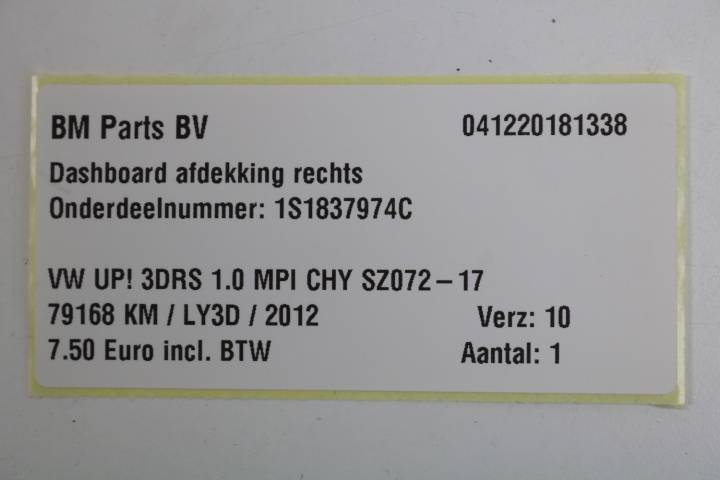 BM Parts BV 041220181338
Dashboard afdekking rechts
Onderdeelnummer: 1S1837974C
VW UP! 3DRS 1.0 MPI CHY SZ072-17
79168 KM / LY3D / 2012 Verz: 10
7.50 Euro incl. BTW Aantal: 1